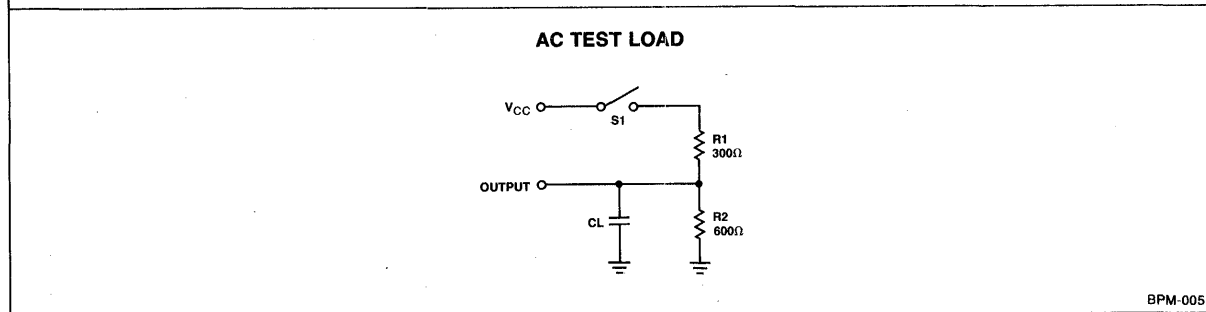 AC TEST LOAD
VCC
S1
R1
300Ω
OUTPUT
CL
R2
600Ω
BPM-005